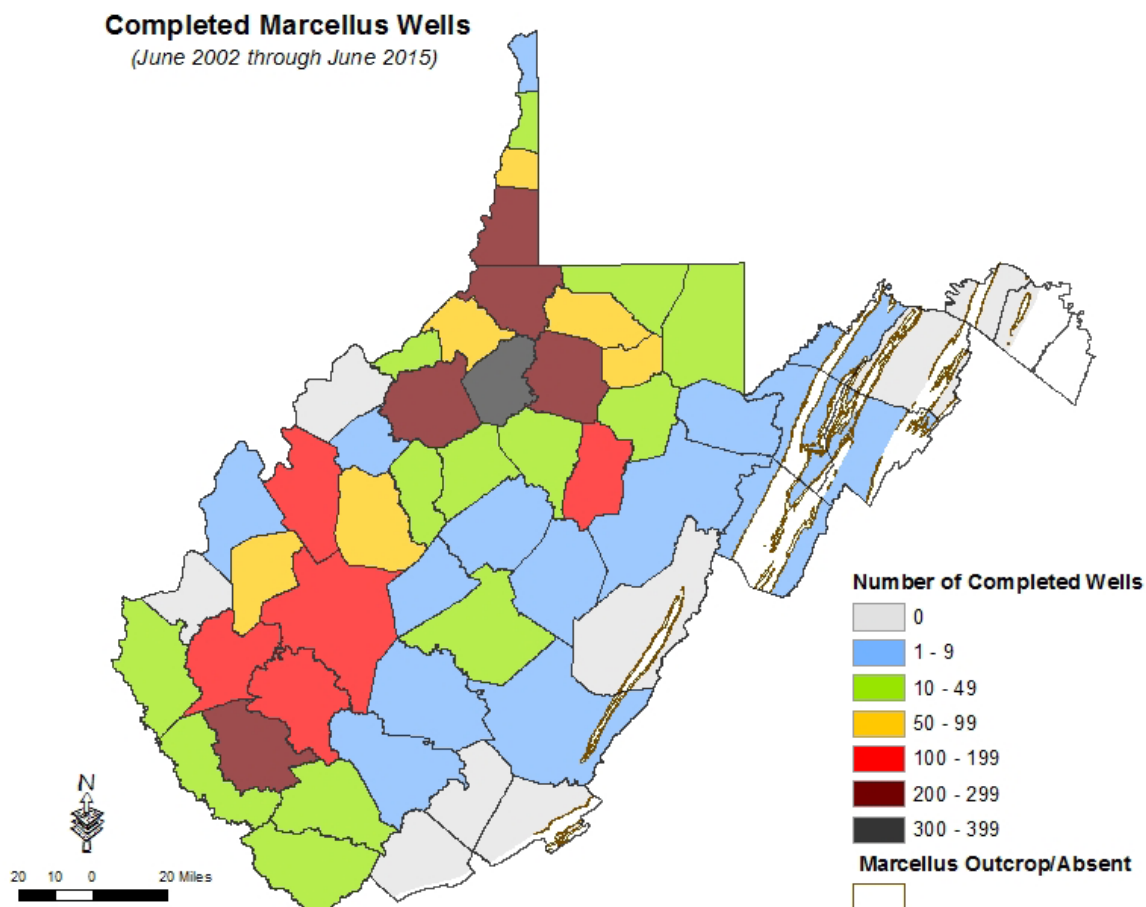 Completed Marcellus Wells
(June 2002 through June 2015)
Number of Completed Wells
0
1 - 9
10 - 49
50 - 99
100 - 199
200 - 299
300 - 399
Marcellus Outcrop/Absent
N
20 10 0 20 Miles